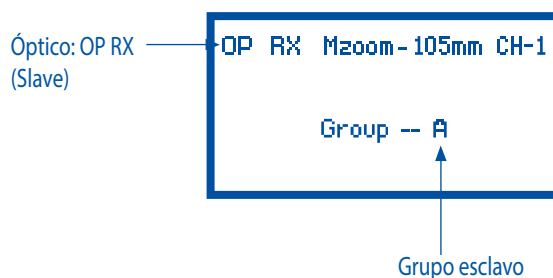 Óptico: OP RX
(Slave)
OP RX Mzoom-105mm CH-1
Group -- A
Grupo esclavo